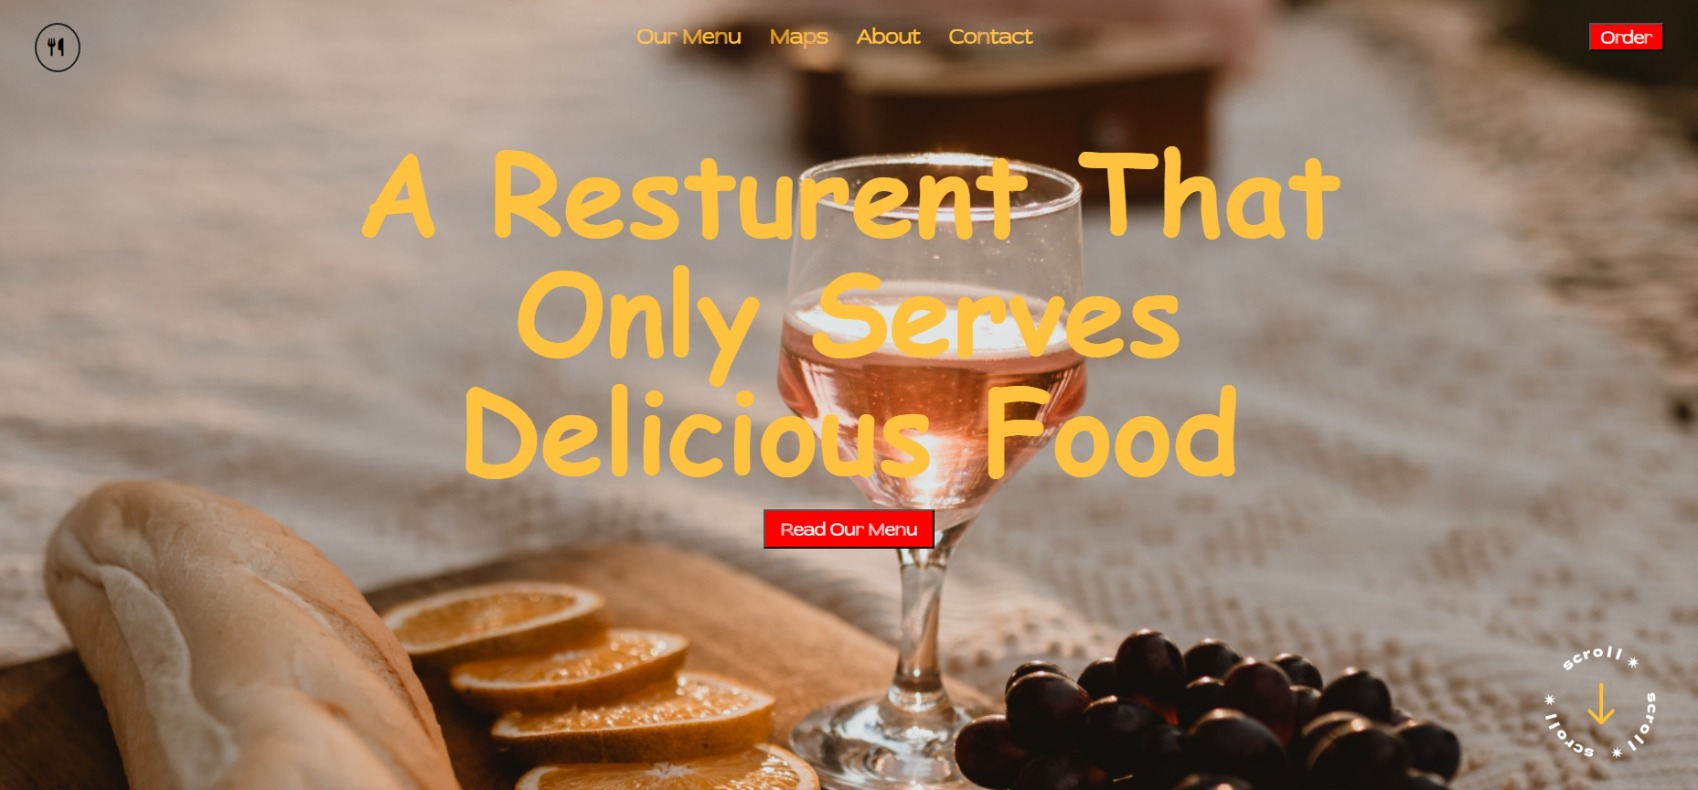 Our Menu Maps About Contact
Order
A Resturent That
Only Serves
Delicious Food
Read Our Menu
scroll * scroll * scroll *